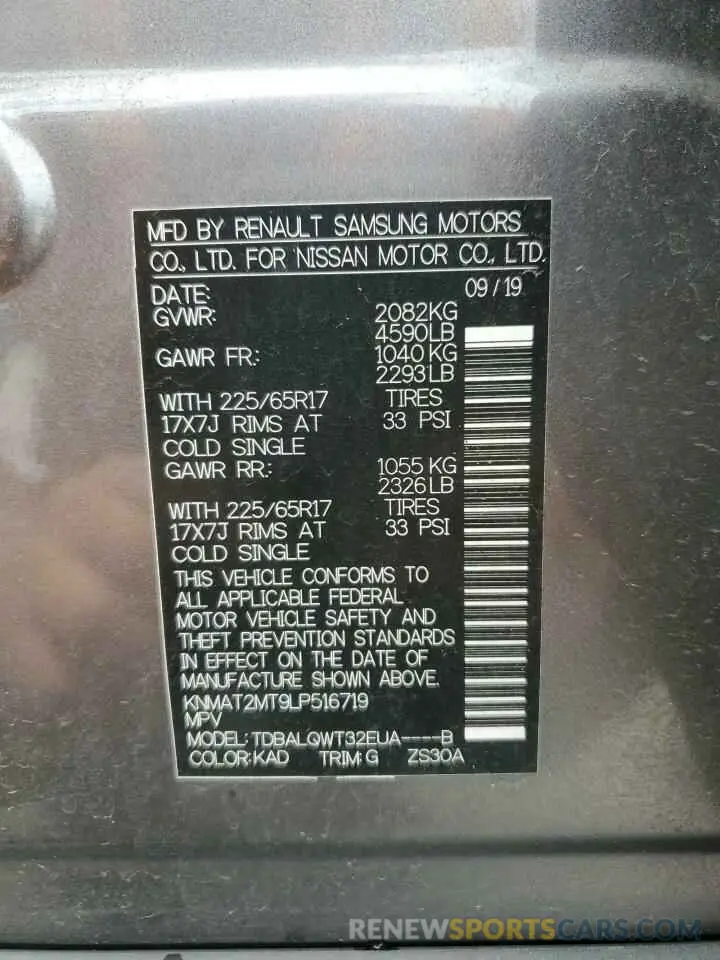 MFD BY RENAULT SAMSUNG MOTORS
CO., LTD. FOR NISSAN MOTOR CO., LTD.
DATE: 09 / 19
GVWR: 2082KG
4590LB
GAWR FR.: 1040 KG
2293LB
WITH 225/65R17 TIRES
17X7J RIMS AT 33 PSI
COLD SINGLE
GAWR RR.: 1055 KG
2326LB
WITH 225/65R17 TIRES
17X7J RIMS AT 33 PSI
COLD SINGLE
THIS VEHICLE CONFORMS TO
ALL APPLICABLE FEDERAL
MOTOR VEHICLE SAFETY AND
THEFT PREVENTION STANDARDS
IN EFFECT ON THE DATE OF
MANUFACTURE SHOWN ABOVE.
KNMAT2MT9LP516719
MPV
MODEL: TDBALQWT32EUA----B
COLOR: KAD TRIM: G ZS30A
RENEWSPORTSCARS.COM